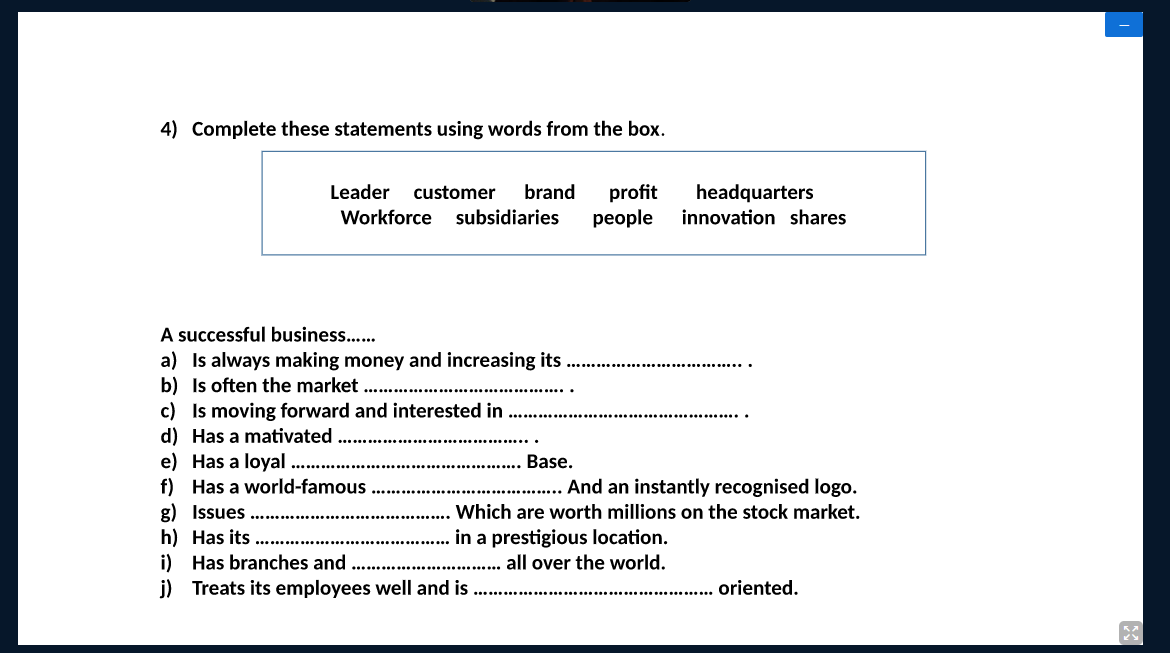 4) Complete these statements using words from the box.
Leader customer brand profit headquarters
Workforce subsidiaries people innovation shares
A successful business......
a) Is always making money and increasing its ……………………………….. .
b) Is often the market …………………………………. .
c) Is moving forward and interested in ………………………………………. .
d) Has a mativated ……………………………….. .
e) Has a loyal ………………………………………. Base.
f) Has a world-famous ……………………………….. And an instantly recognised logo.
g) Issues …………………………………. Which are worth millions on the stock market.
h) Has its ………………………………… in a prestigious location.
i) Has branches and ………………………… all over the world.
j) Treats its employees well and is ………………………………………… oriented.